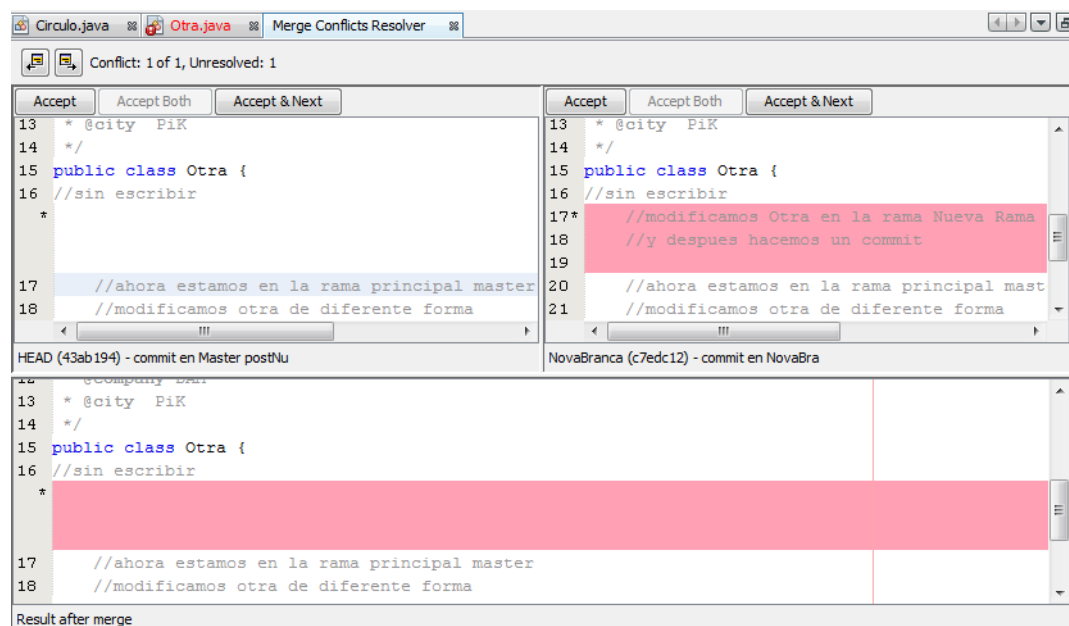 Circulo.java Otra.java Merge Conflicts Resolver
Conflict: 1 of 1, Unresolved: 1
Accept Accept Both Accept & Next
13 * @city PiK
14 */
15 public class Otra {
16 //sin escribir
*
17 //ahora estamos en la rama principal master
18 //modificamos otra de diferente forma
HEAD (43ab194) - commit en Master postNu
Accept Accept Both Accept & Next
13 * @city PiK
14 */
15 public class Otra {
16 //sin escribir
17* //modificamos Otra en la rama Nueva Rama
18 //y despues hacemos un commit
19
20 //ahora estamos en la rama principal mast
21 //modificamos otra de diferente forma
NovaBranca (c7edc12) - commit en NovaBra
13 * @city PiK
14 */
15 public class Otra {
16 //sin escribir
*
17 //ahora estamos en la rama principal master
18 //modificamos otra de diferente forma
Result after merge